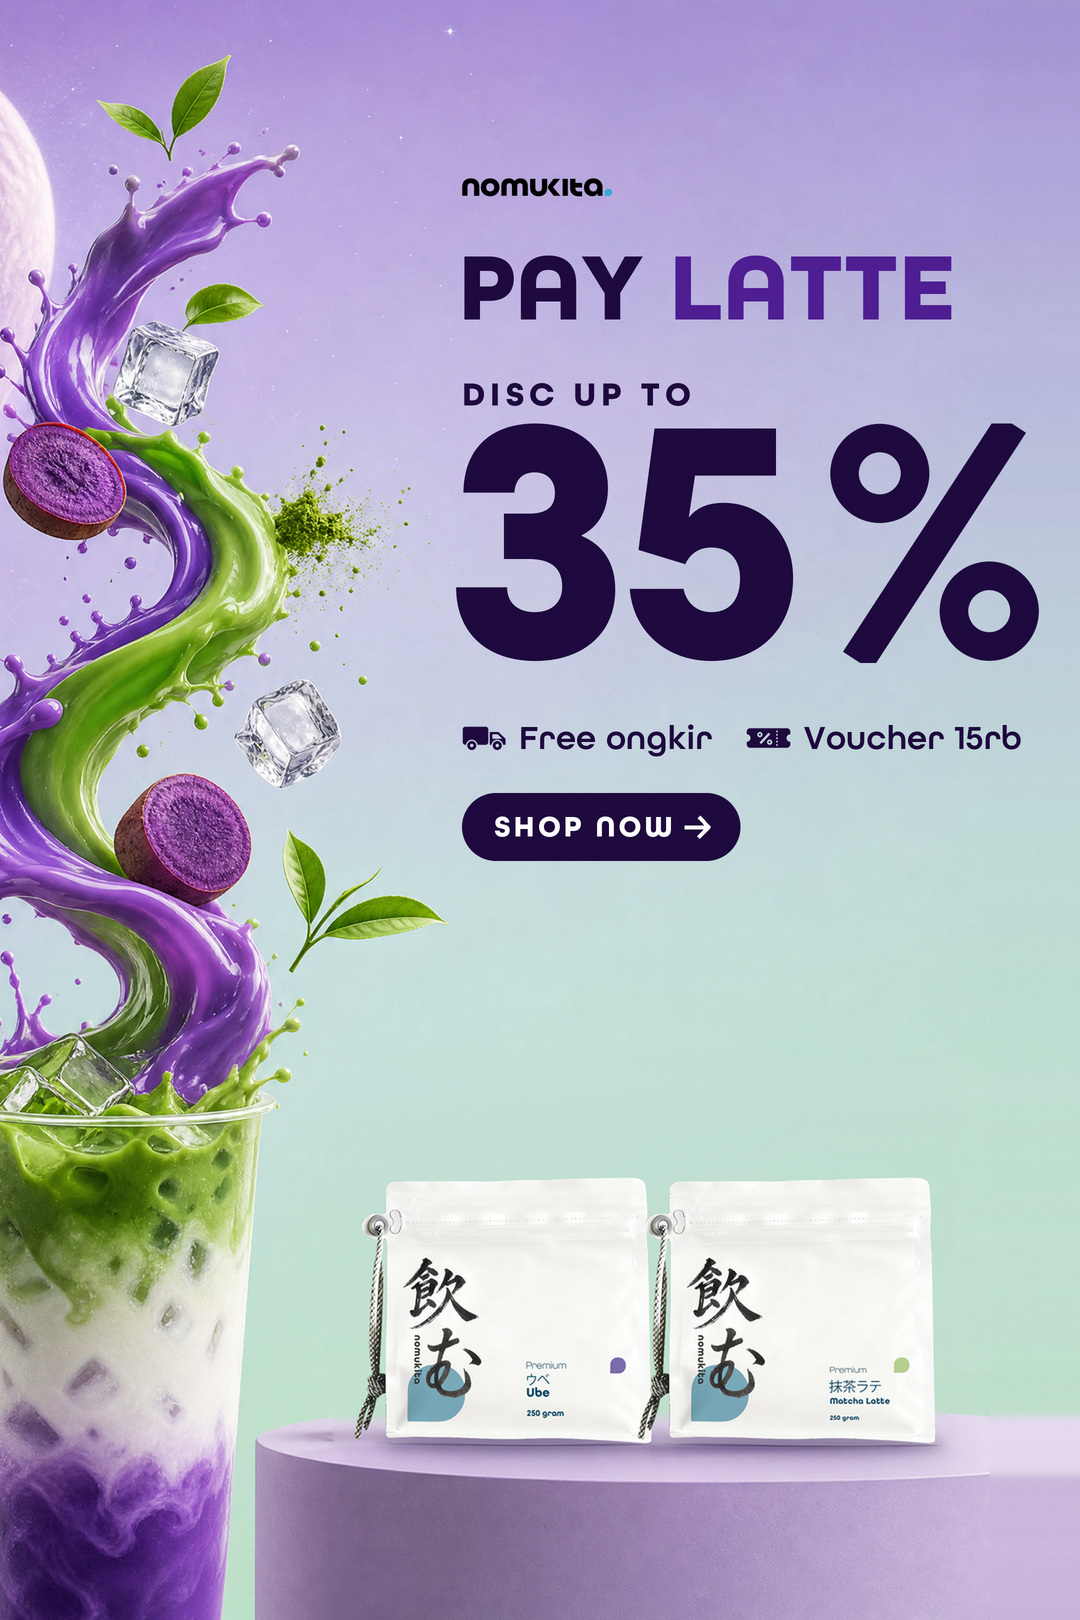 nomukita.
PAY LATTE
DISC UP TO
35%
Free ongkir
Voucher 15rb
SHOP NOW →
飲む
nomukita
Premium
ウベ
Ube
250 gram
飲む
nomukita
Premium
抹茶ラテ
Matcha Latte
250 gram